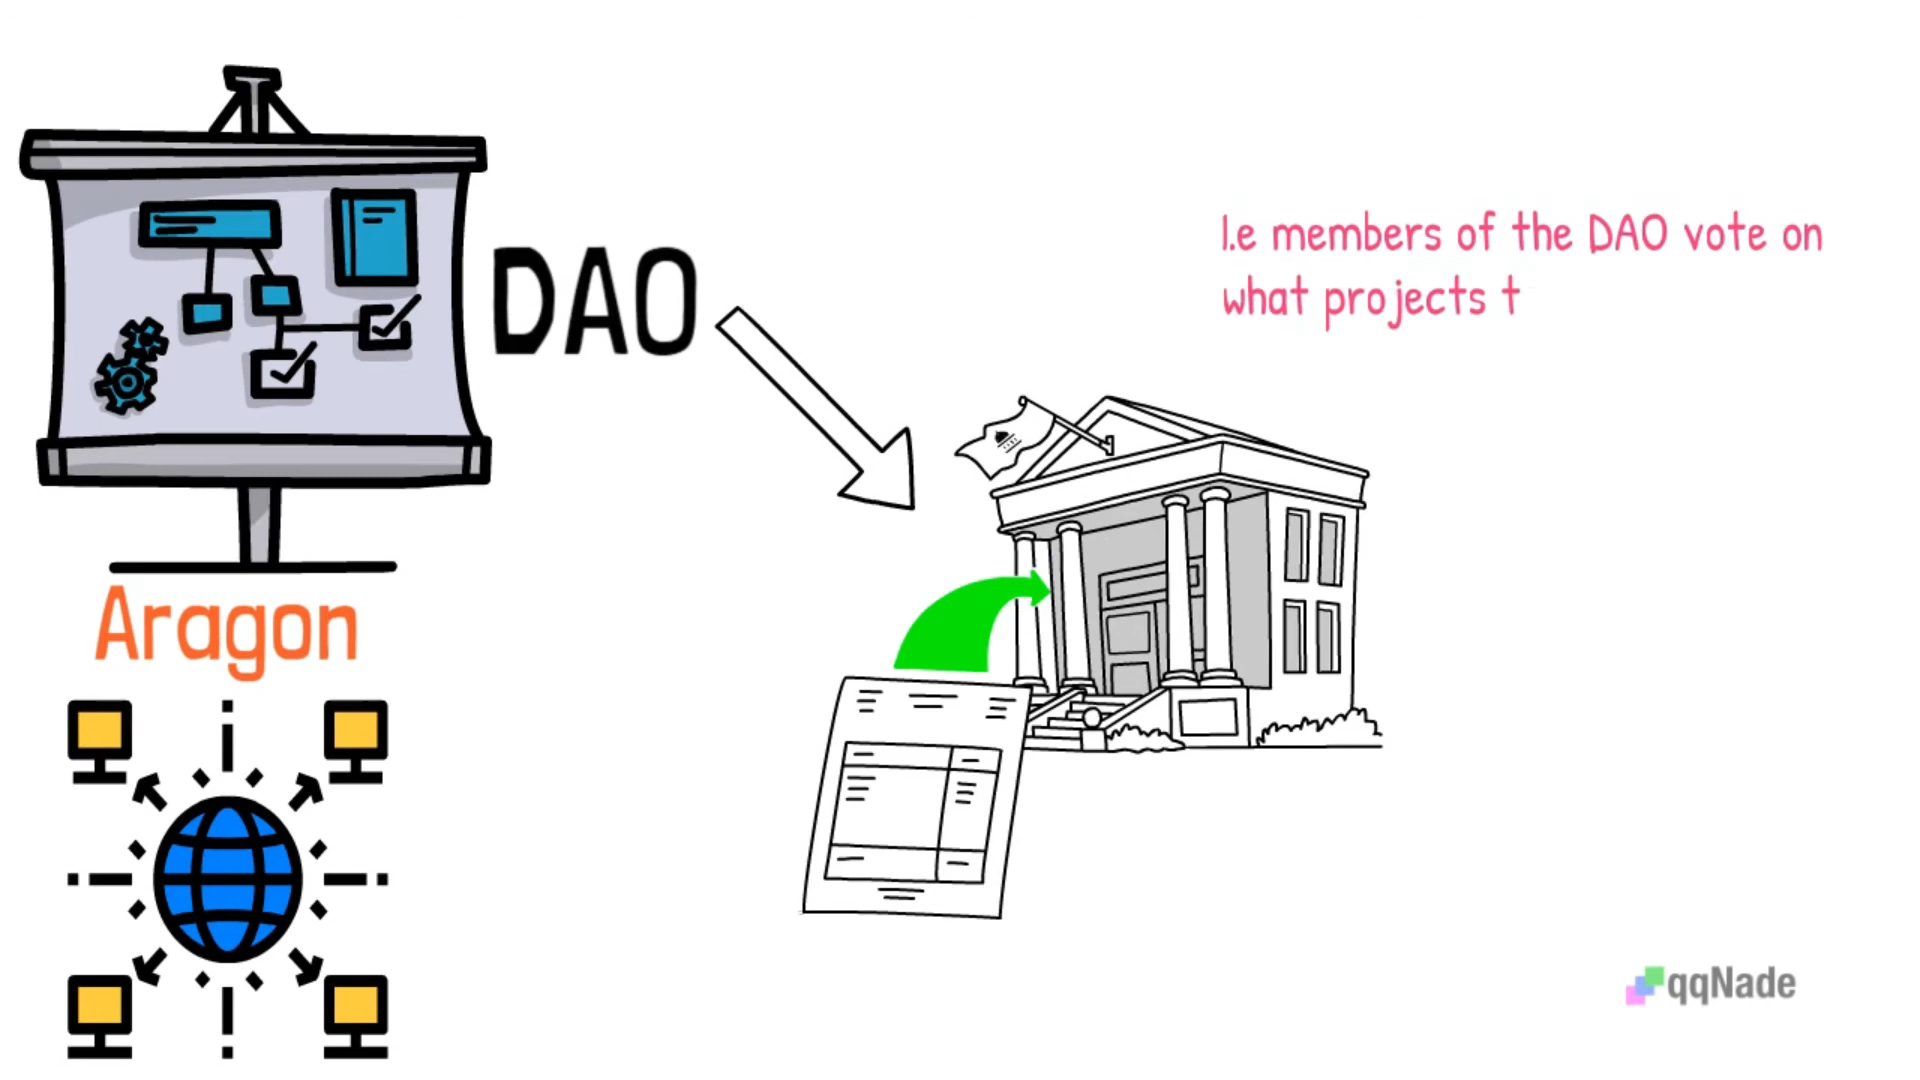 DAO
I.e members of the DAO vote on
what projects t
Aragon
qqNade